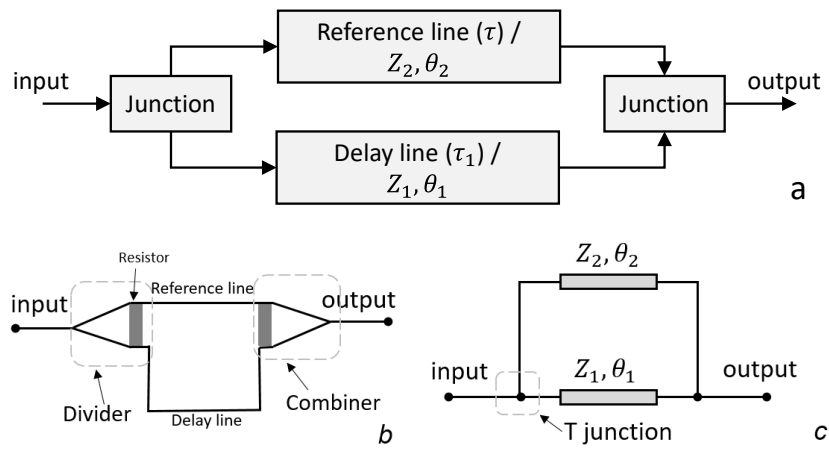 Reference line (τ) /
Z₂, θ₂
input
output
Junction
Junction
Delay line (τ₁) /
Z₁, θ₁
a
Resistor
Reference line
input
output
Divider
Combiner
Delay line
b
Z₂, θ₂
Z₁, θ₁
input
output
T junction
c